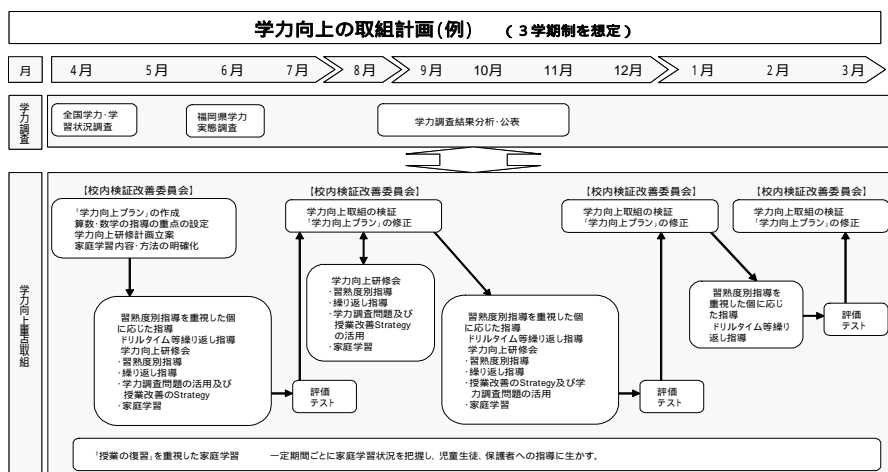 学力向上の取組計画(例) (３学期制を想定)
月 4月 5月 6月 7月 8月 9月 10月 11月 12月 1月 2月 3月
学力調査
全国学力・学
習状況調査
福岡県学力
実態調査
学力調査結果分析・公表
学力向上重点取組
【校内検証改善委員会】
「学力向上プラン」の作成
算数・数学の指導の重点の設定
学力向上研修計画立案
家庭学習内容・方法の明確化
【校内検証改善委員会】
学力向上取組の検証
「学力向上プラン」の修正
【校内検証改善委員会】
学力向上取組の検証
「学力向上プラン」の修正
【校内検証改善委員会】
学力向上取組の検証
「学力向上プラン」の修正
習熟度別指導を重視した個
に応じた指導
ドリルタイム等繰り返し指導
学力向上研修会
・習熟度別指導
・繰り返し指導
・学力調査問題の活用及び
授業改善のStrategy
・家庭学習
評価
テスト
学力向上研修会
・習熟度別指導
・繰り返し指導
・学力調査問題及び
授業改善Strategy
の活用
・家庭学習
習熟度別指導を重視した個
に応じた指導
ドリルタイム等繰り返し指導
学力向上研修会
・習熟度別指導
・繰り返し指導
・授業改善のStrategy及び学
力調査問題の活用
・家庭学習
評価
テスト
習熟度別指導を
重視した個に応じ
た指導
ドリルタイム等繰り
返し指導
評価
テスト
「授業の復習」を重視した家庭学習 一定期間ごとに家庭学習状況を把握し、児童生徒、保護者への指導に生かす。